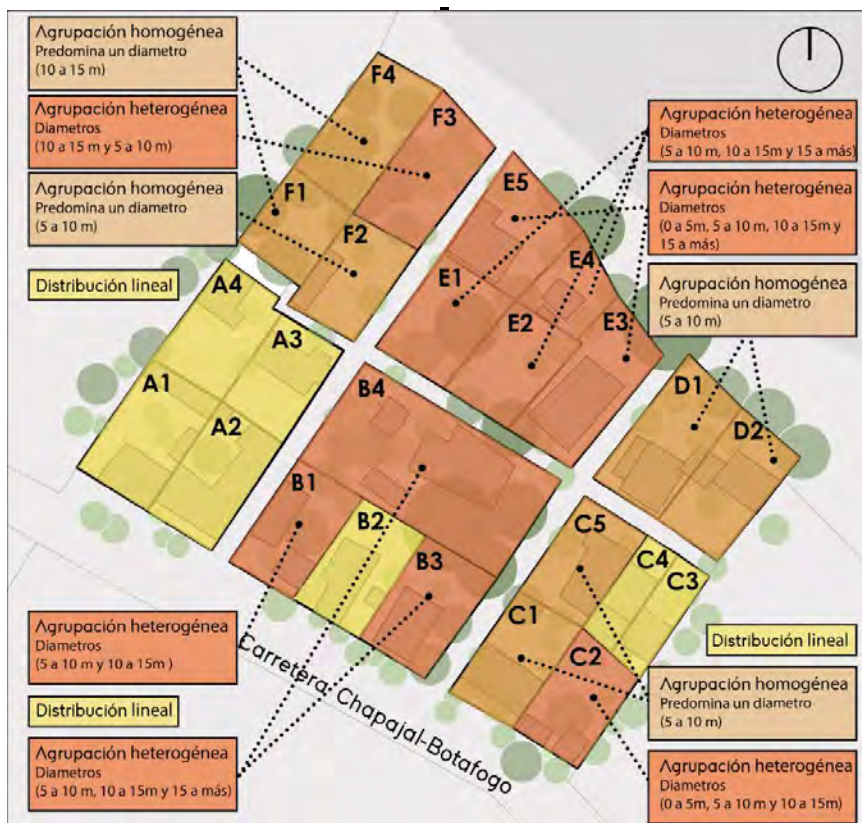 Agrupación homogénea
Predomina un diametro
(10 a 15 m)
Agrupación heterogénea
Diametros
(10 a 15 m y 5 a 10 m)
Agrupación homogénea
Predomina un diametro
(5 a 10 m)
Distribución lineal
Agrupación heterogénea
Diametros
(5 a 10 m, 10 a 15m y 15 a más)
Agrupación heterogénea
Diametros
(0 a 5m, 5 a 10 m, 10 a 15m y
15 a más)
Agrupación homogénea
Predomina un diametro
(5 a 10 m)
F4
F3
F1
F2
E5
E4
E1
E2
E3
A4
A3
A1
A2
B4
B1
B2
B3
D1
D2
C5
C4
C3
C1
C2
Carretera: Chapajal-Botafogo
Agrupación heterogénea
Diametros
(5 a 10 m y 10 a 15m )
Distribución lineal
Agrupación heterogénea
Diametros
(5 a 10 m, 10 a 15m y 15 a más)
Distribución lineal
Agrupación homogénea
Predomina un diametro
(5 a 10 m)
Agrupación heterogénea
Diametros
(0 a 5m, 5 a 10 m y 10 a 15m)